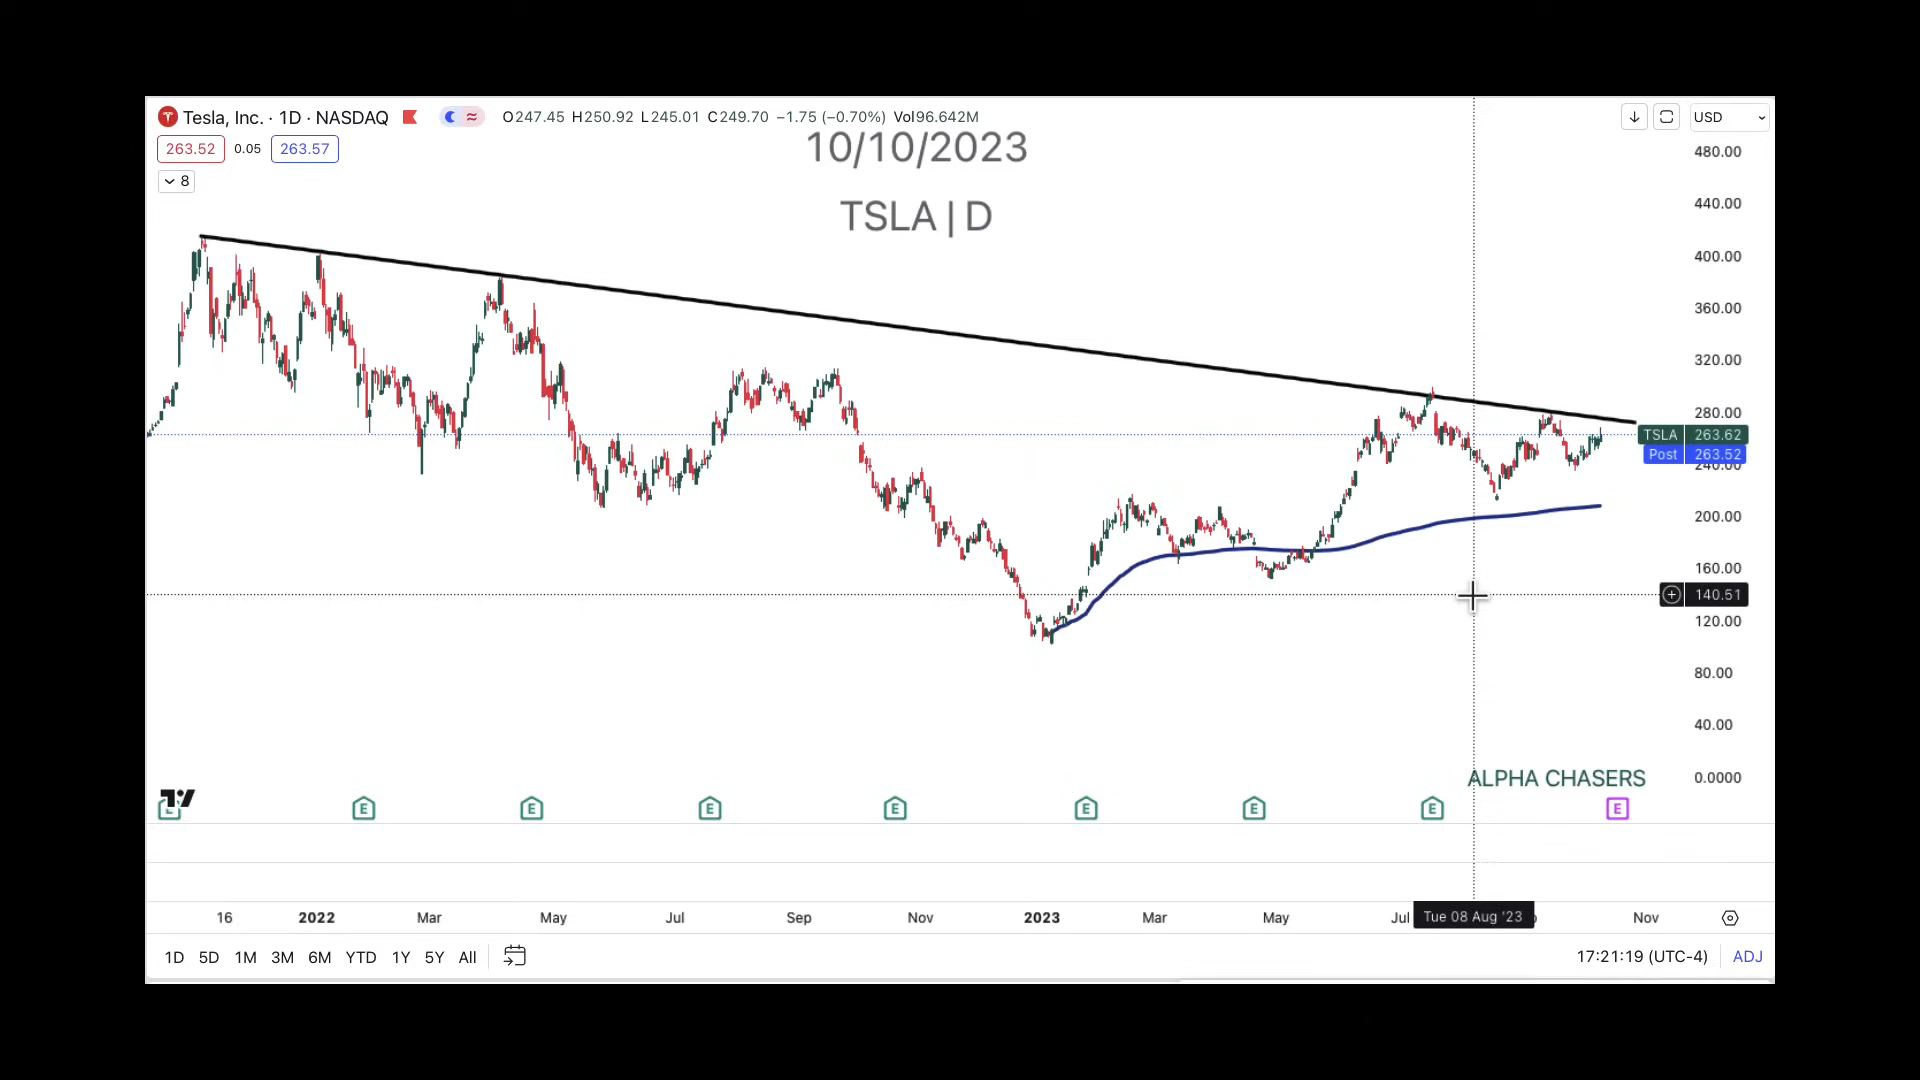 Tesla, Inc. · 1D · NASDAQ O247.45 H250.92 L245.01 C249.70 −1.75 (−0.70%) Vol96.642M
USD
263.52 0.05 263.57
8
10/10/2023
TSLA | D
480.00
440.00
400.00
360.00
320.00
280.00
TSLA 263.62
Post 263.52
240.00
200.00
160.00
140.51
120.00
80.00
40.00
0.0000
ALPHA CHASERS
E E E E E E E E
16 2022 Mar May Jul Sep Nov 2023 Mar May Jul Tue 08 Aug '23 Nov
1D 5D 1M 3M 6M YTD 1Y 5Y All 17:21:19 (UTC-4) ADJ